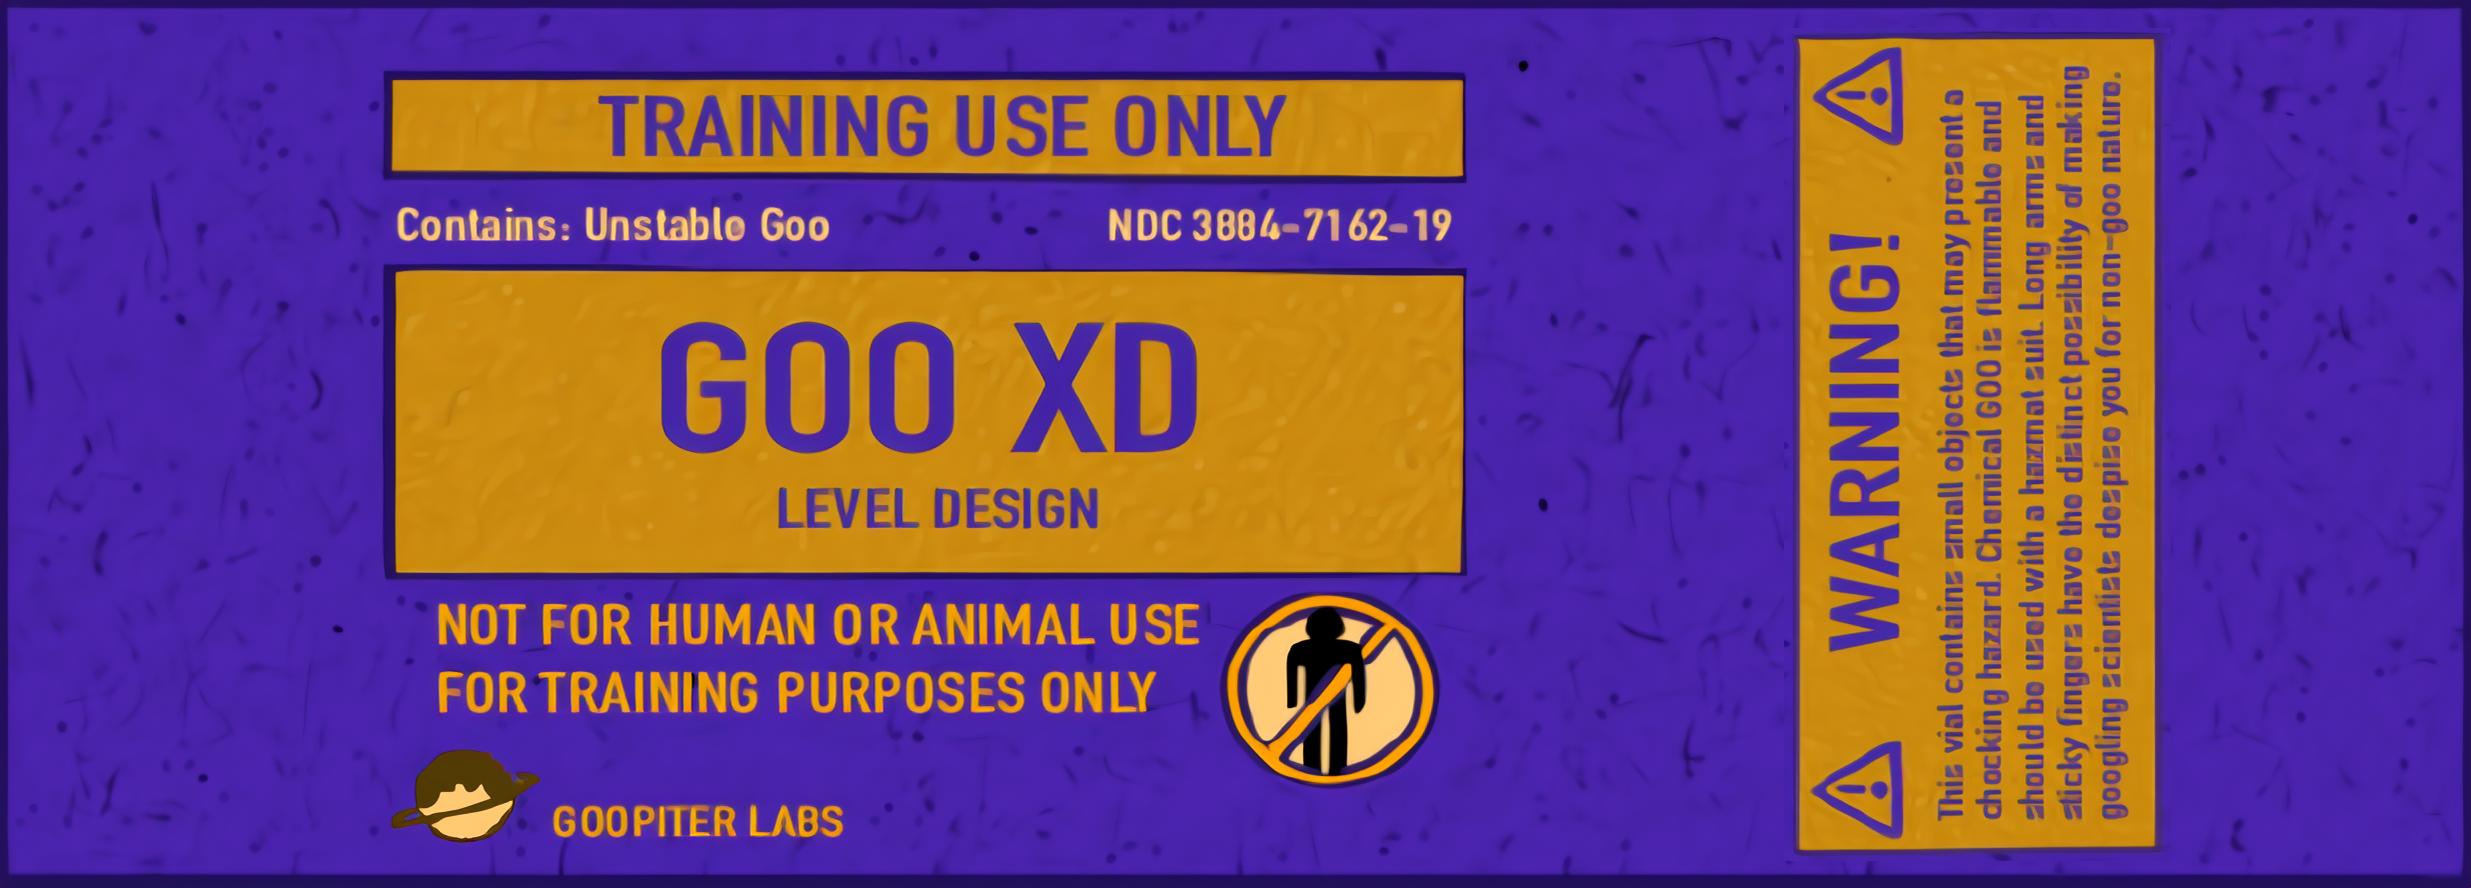 TRAINING USE ONLY
Contains: Unstable Goo
NDC 3884-7162-19
GOO XD
LEVEL DESIGN
NOT FOR HUMAN OR ANIMAL USE
FOR TRAINING PURPOSES ONLY
GOOPITER LABS
WARNING!
This vial contains small objects that may present a
chocking hazard. Chemical GOO is flammable and
should be used with a hazmat suit. Long arms and
sticky fingers have the distinct possibility of making
googling scientists despise you for non-goo nature.